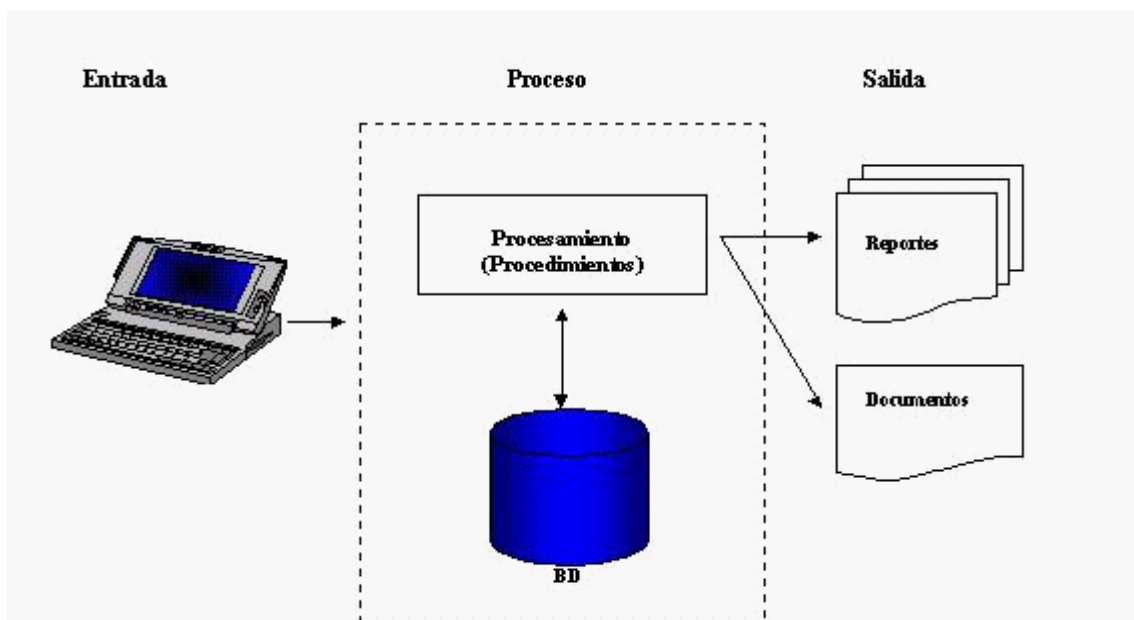 Entrada
Proceso
Salida
Procesamiento
(Procedimientos)
Reportes
Documentos
BD